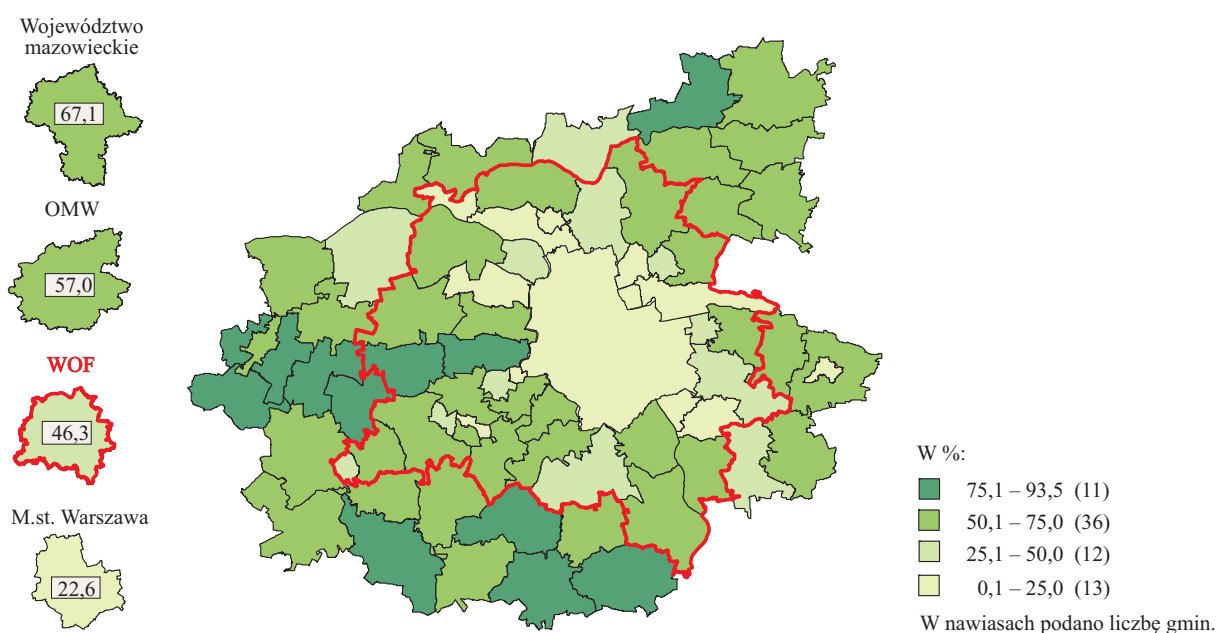 Województwo
mazowieckie
67,1
OMW
57,0
WOF
46,3
M.st. Warszawa
22,6
W %:
75,1 – 93,5 (11)
50,1 – 75,0 (36)
25,1 – 50,0 (12)
0,1 – 25,0 (13)
W nawiasach podano liczbę gmin.